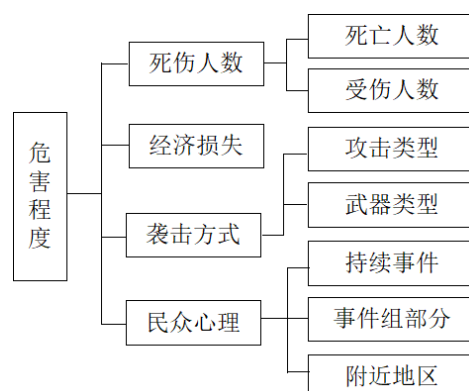 危害程度
死伤人数
死亡人数
受伤人数
经济损失
袭击方式
攻击类型
武器类型
民众心理
持续事件
事件组部分
附近地区